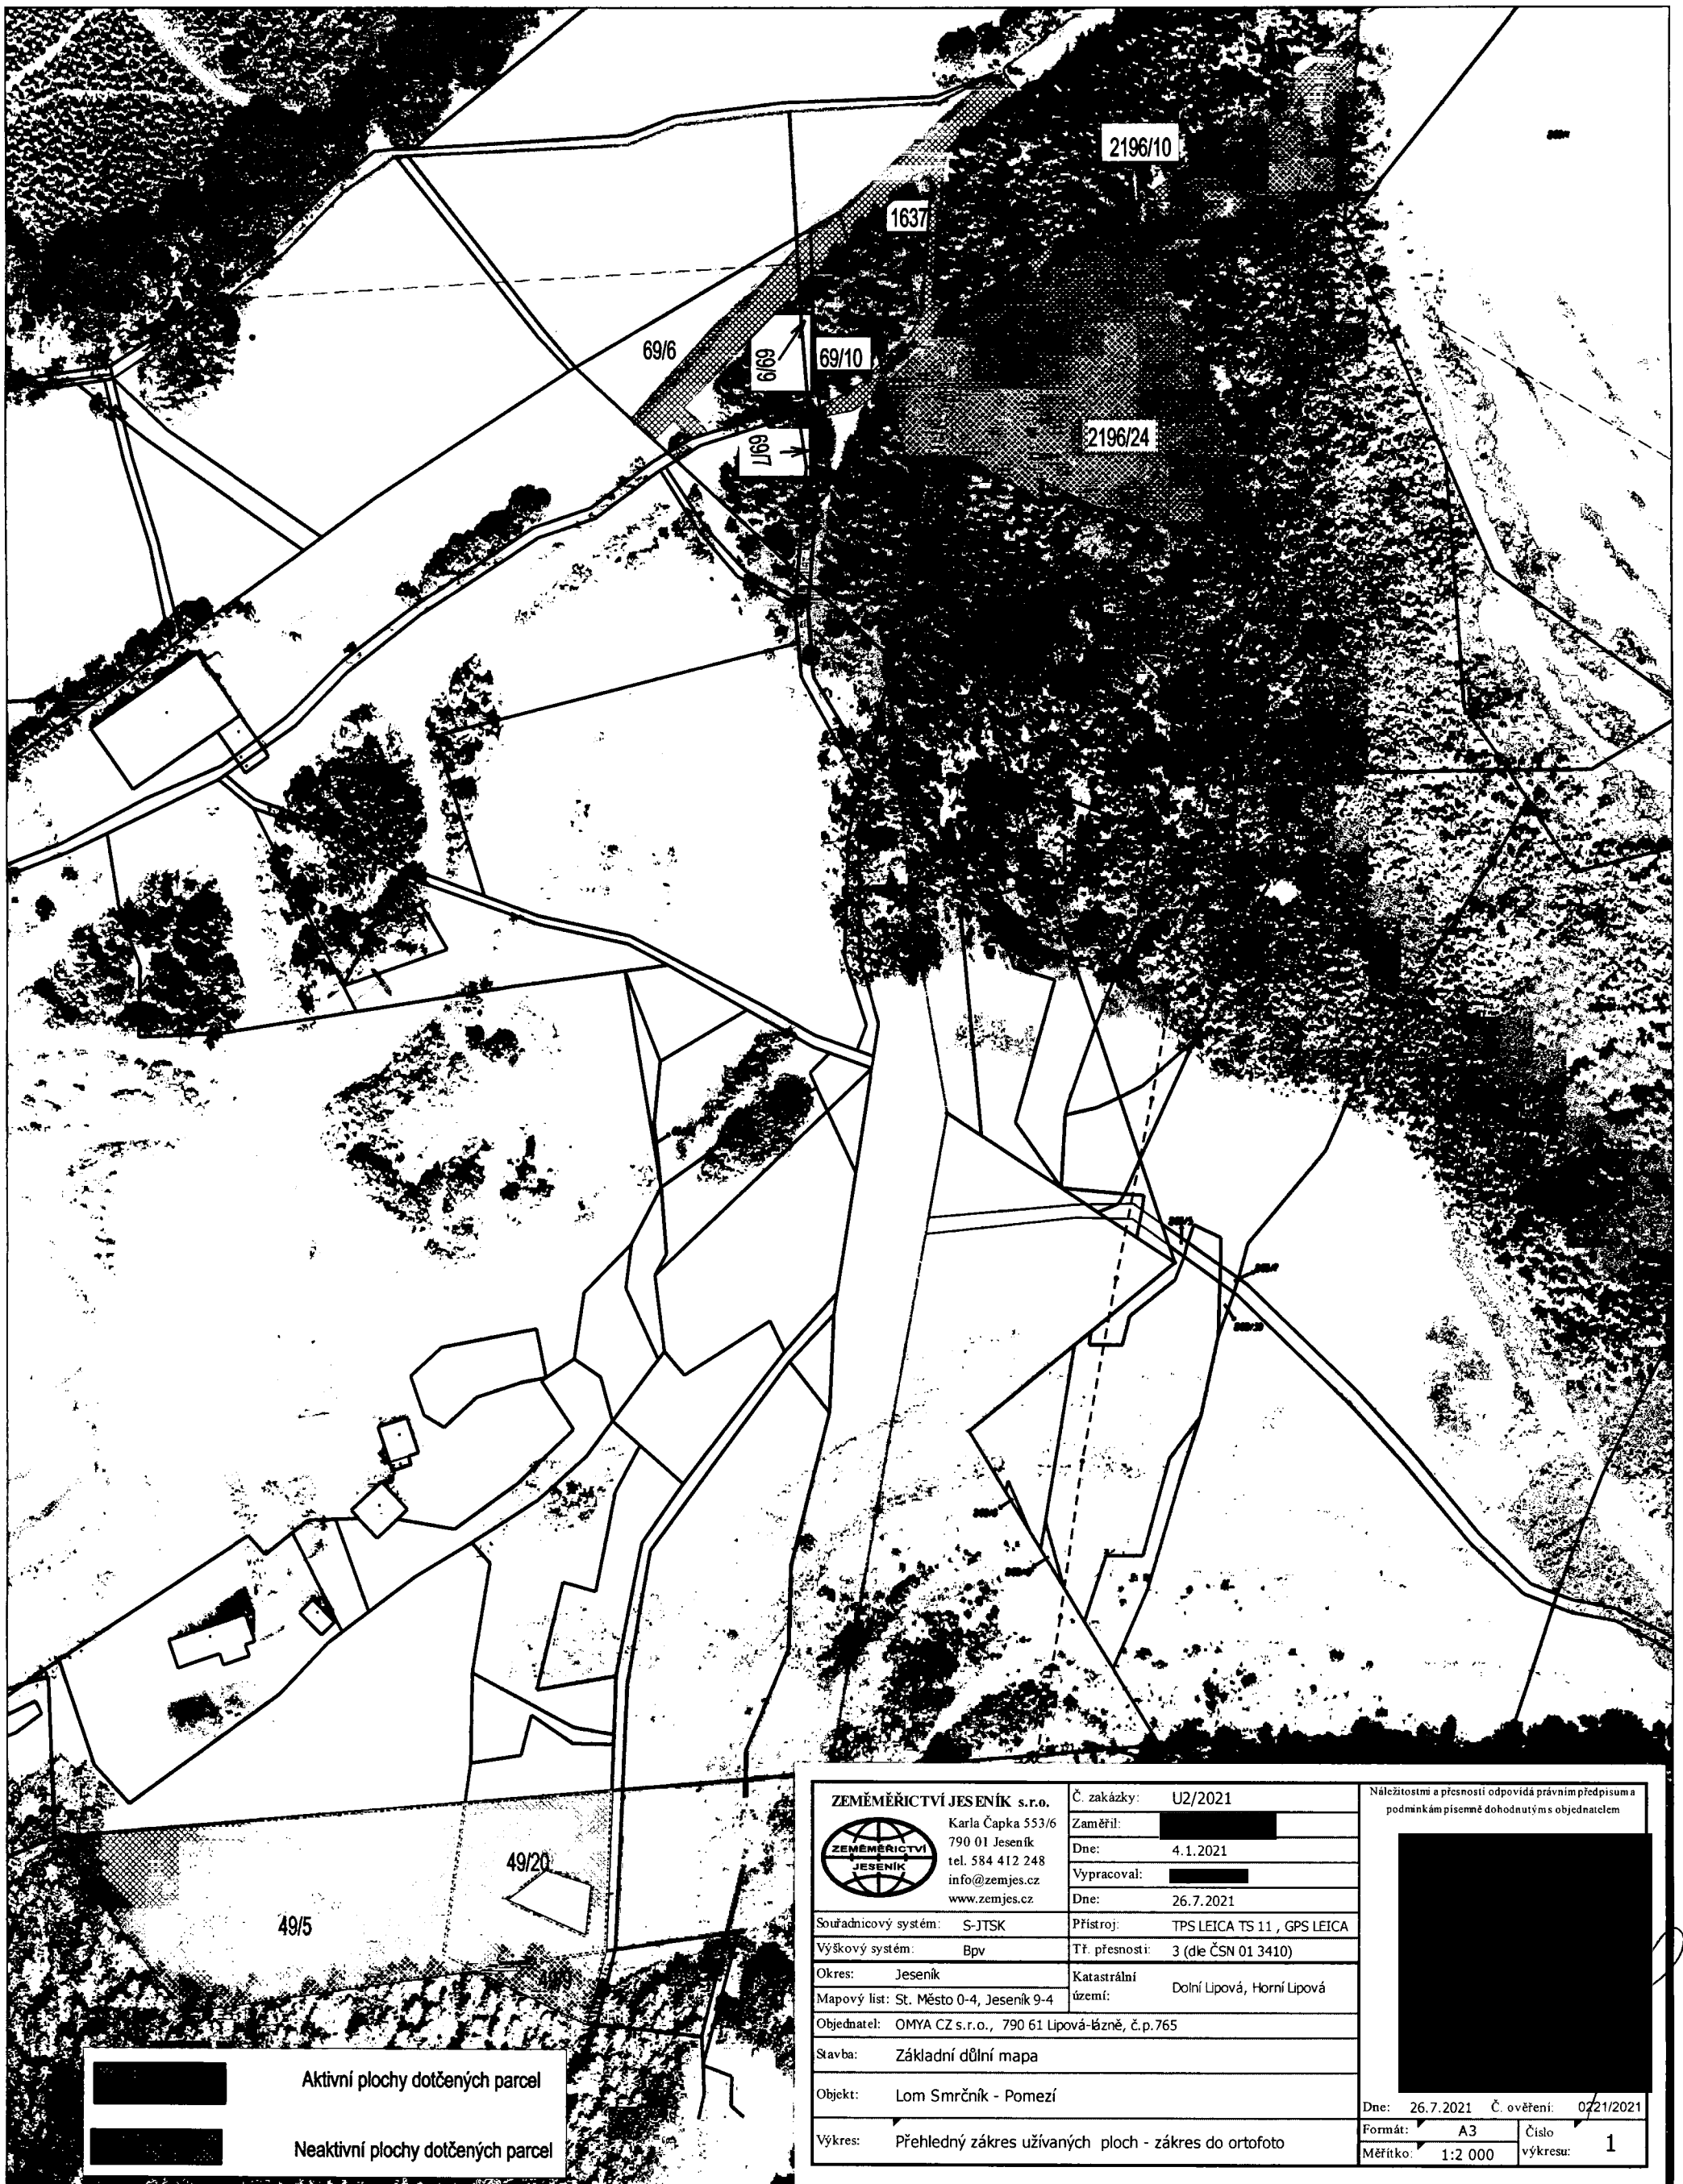 2196/10
1637
69/6
69/9
69/10
69/7
2196/24
49/20
49/5
Aktivní plochy dotčených parcel
Neaktivní plochy dotčených parcel
ZEMĚMĚŘICTVÍ JESENÍK s.r.o.
Karla Čapka 553/6
790 01 Jeseník
tel. 584 412 248
info@zemjes.cz
www.zemjes.cz
ZEMĚMĚŘICTVÍ
JESENÍK
Č. zakázky: U2/2021
Zaměřil:
Dne: 4.1.2021
Vypracoval:
Dne: 26.7.2021
Souřadnicový systém: S-JTSK
Přístroj: TPS LEICA TS 11 , GPS LEICA
Výškový systém: Bpv
Tř. přesnosti: 3 (dle ČSN 01 3410)
Okres: Jeseník
Mapový list: St. Město 0-4, Jeseník 9-4
Katastrální
území: Dolní Lipová, Horní Lipová
Objednatel: OMYA CZ s.r.o., 790 61 Lipová-lázně, č.p.765
Stavba: Základní důlní mapa
Objekt: Lom Smrčník - Pomezí
Výkres: Přehledný zákres užívaných ploch - zákres do ortofoto
Náležitostmi a přesností odpovídá právním předpisům a
podmínkám písemně dohodnutým s objednatelem
Dne: 26.7.2021 Č. ověření: 0221/2021
Formát: A3
Měřítko: 1:2 000
Číslo
výkresu: 1